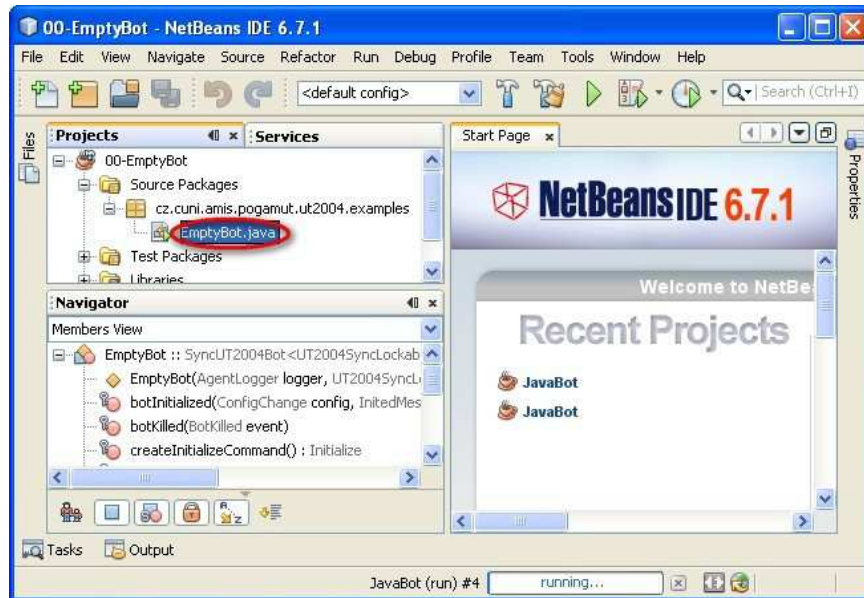 00-EmptyBot - NetBeans IDE 6.7.1
File Edit View Navigate Source Refactor Run Debug Profile Team Tools Window Help
<default config>
Search (Ctrl+I)
Files
Projects
Services
Start Page
Properties
00-EmptyBot
Source Packages
cz.cuni.amis.pogamut.ut2004.examples
EmptyBot.java
Test Packages
Libraries
NetBeans IDE 6.7.1
Welcome to NetBe
Recent Projects
JavaBot
JavaBot
Navigator
Members View
EmptyBot :: SyncUT2004Bot<UT2004SyncLockab
EmptyBot(AgentLogger logger, UT2004SyncL
botInitialized(ConfigChange config, InitedMes
botKilled(BotKilled event)
createInitializeCommand() : Initialize
Tasks
Output
JavaBot (run) #4
running...